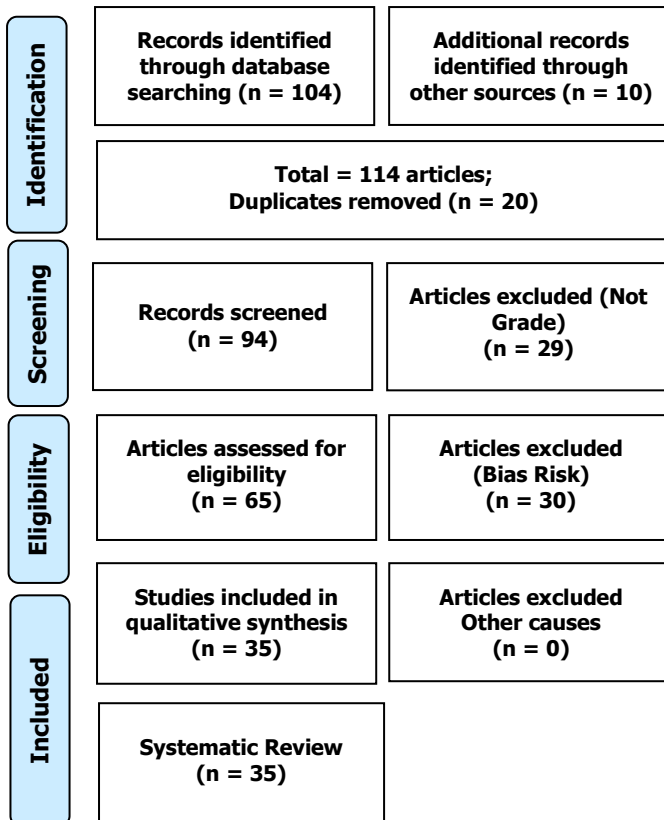 Identification
Records identified
through database
searching (n = 104)
Additional records
identified through
other sources (n = 10)
Total = 114 articles;
Duplicates removed (n = 20)
Screening
Records screened
(n = 94)
Articles excluded (Not
Grade)
(n = 29)
Eligibility
Articles assessed for
eligibility
(n = 65)
Articles excluded
(Bias Risk)
(n = 30)
Included
Studies included in
qualitative synthesis
(n = 35)
Articles excluded
Other causes
(n = 0)
Systematic Review
(n = 35)